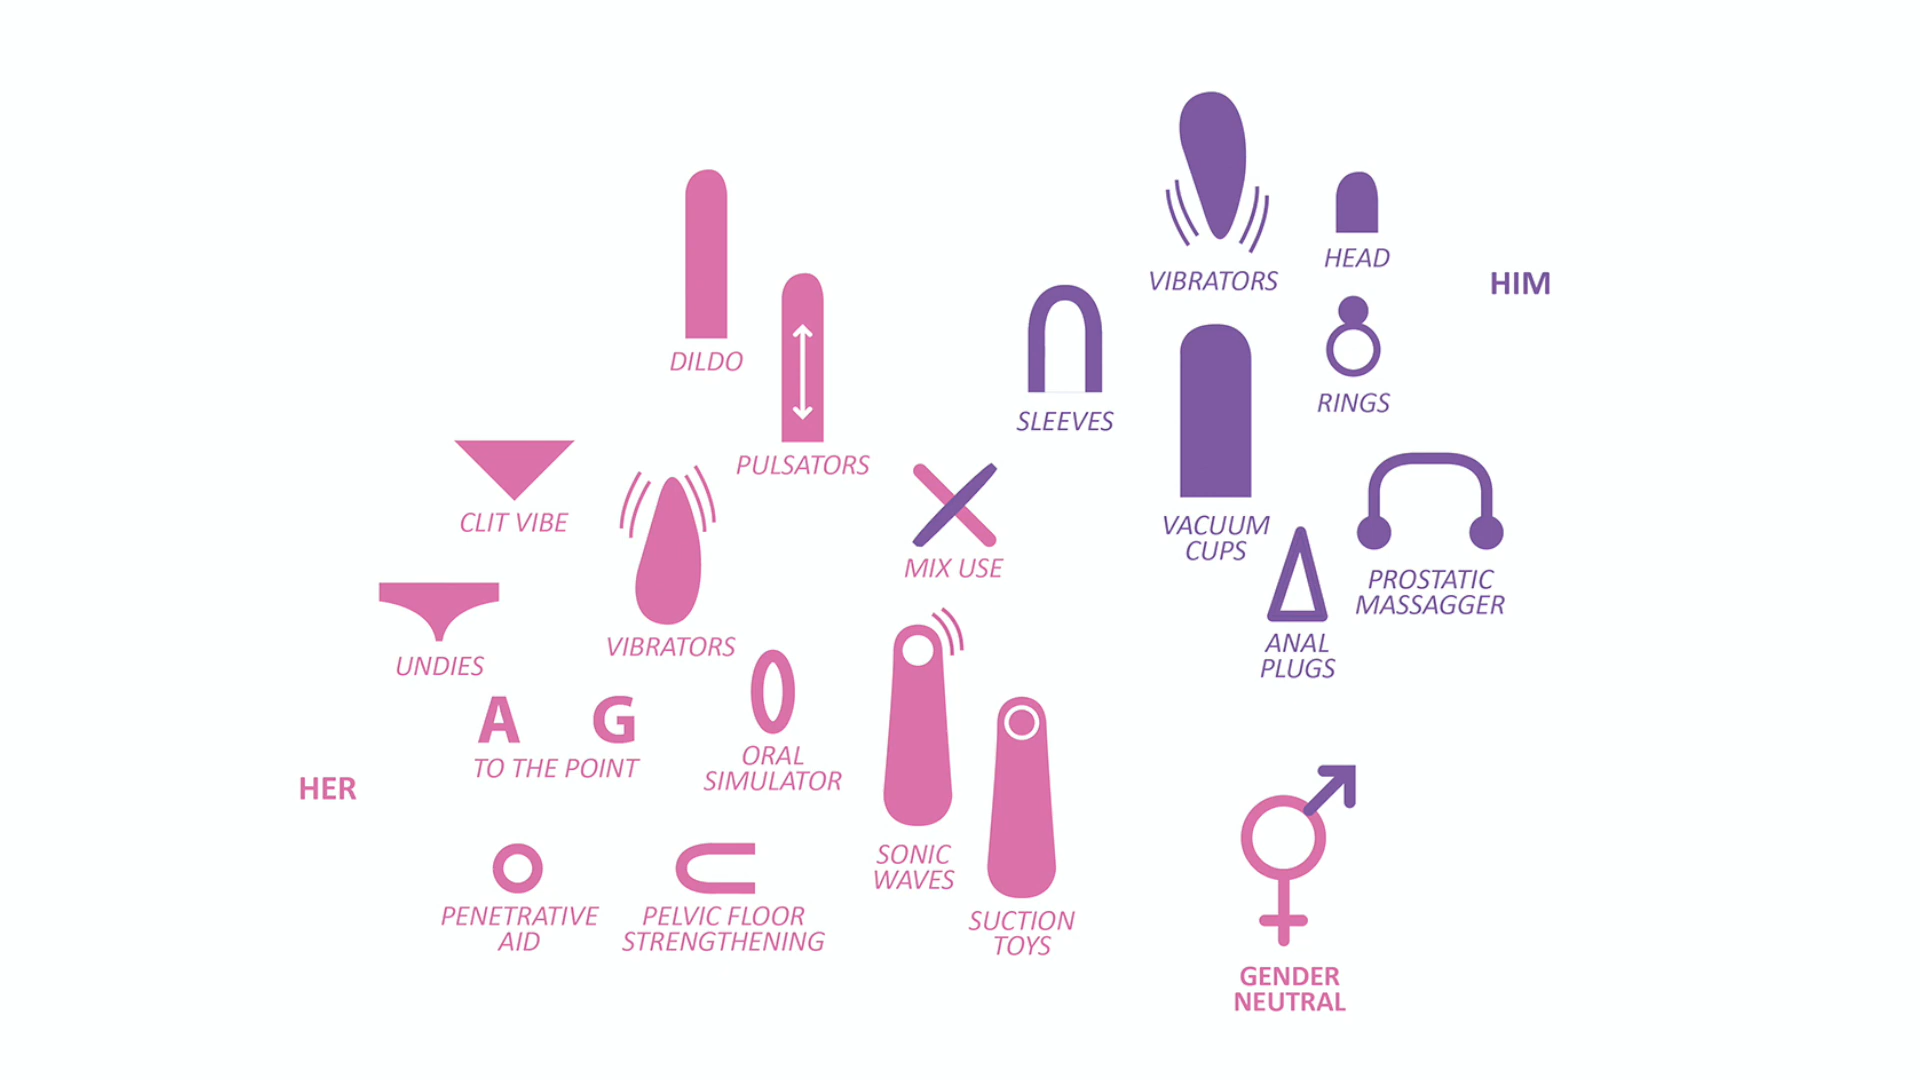 VIBRATORS
HEAD
HIM
DILDO
RINGS
SLEEVES
PULSATORS
CLIT VIBE
VACUUM
CUPS
MIX USE
PROSTATIC
MASSAGGER
VIBRATORS
UNDIES
ANAL
PLUGS
A G
TO THE POINT
ORAL
SIMULATOR
HER
SONIC
WAVES
PENETRATIVE
AID
PELVIC FLOOR
STRENGTHENING
SUCTION
TOYS
GENDER
NEUTRAL